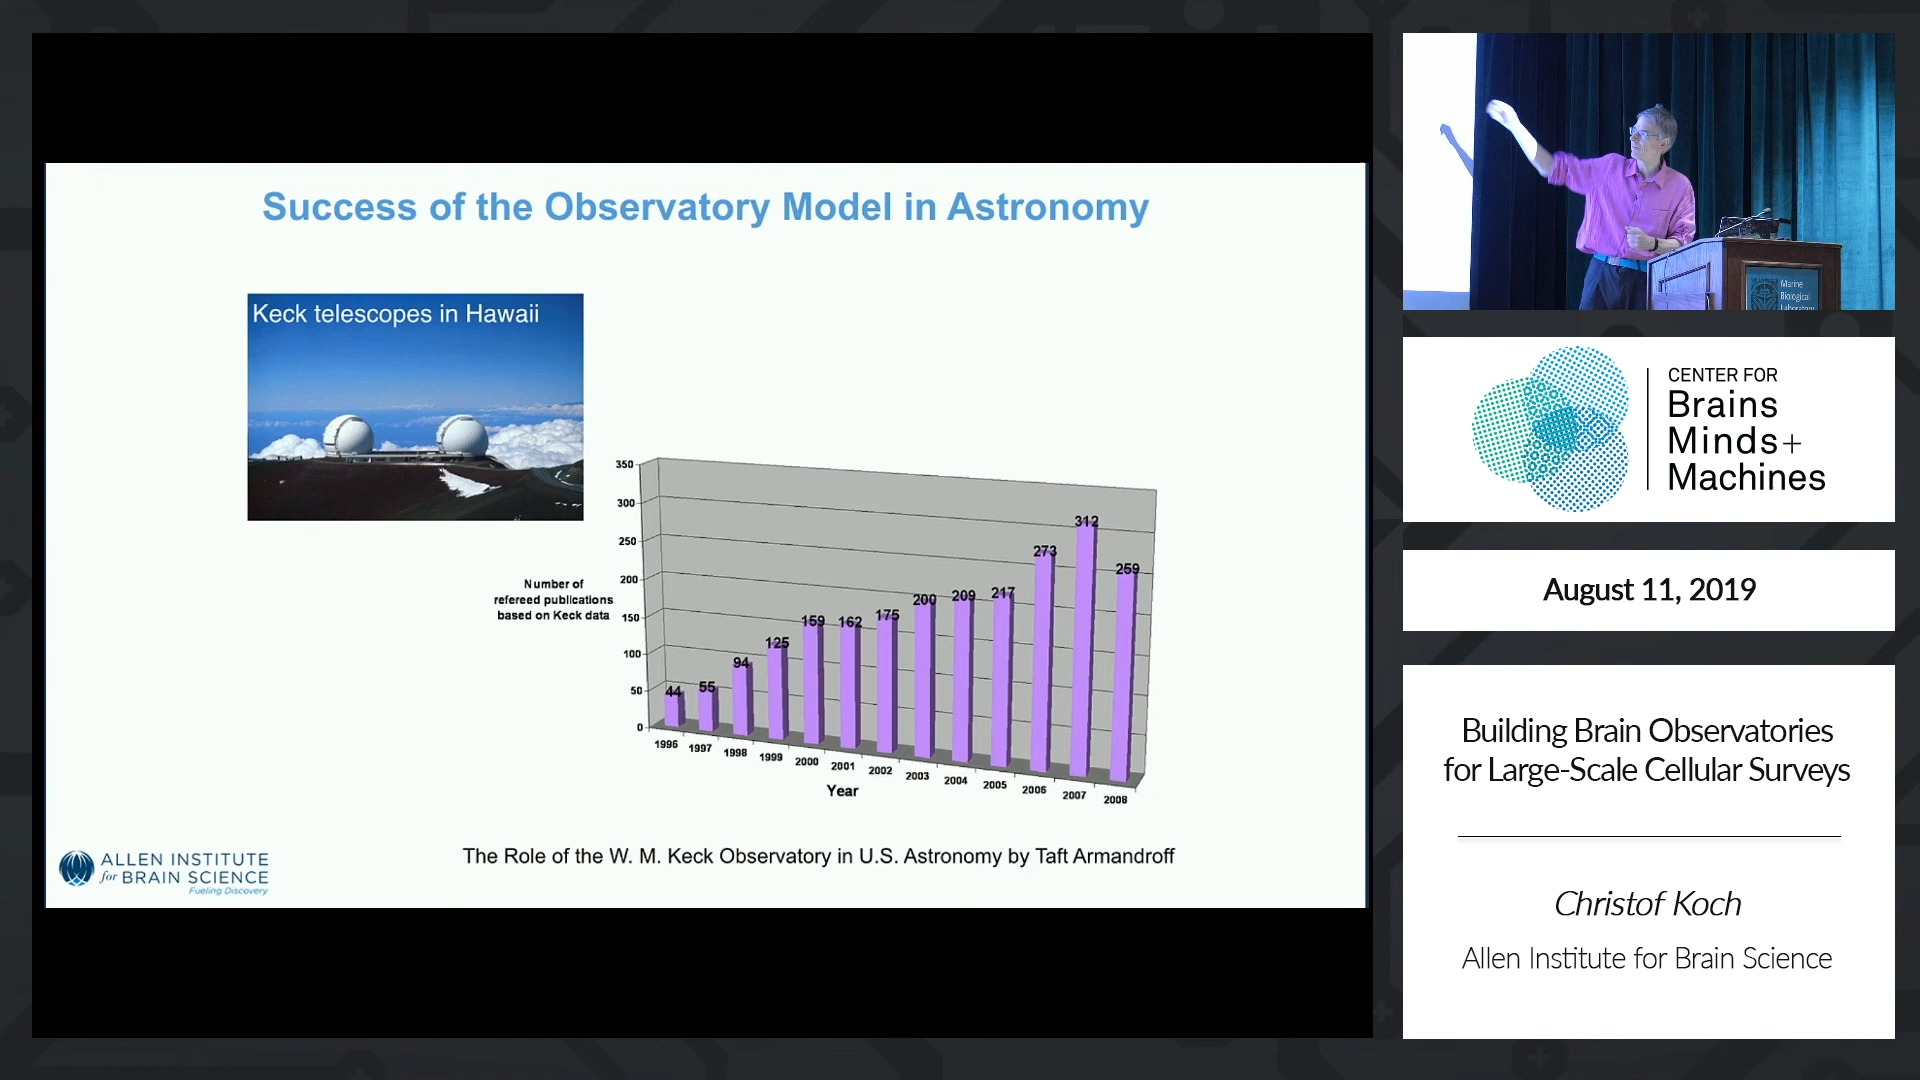 Success of the Observatory Model in Astronomy
Keck telescopes in Hawaii
Number of
refereed publications
based on Keck data
350
300
250
200
150
100
50
0
44
55
94
125
159
162
175
200
209
217
273
312
259
1996
1997
1998
1999
2000
2001
2002
2003
2004
2005
2006
2007
2008
Year
The Role of the W. M. Keck Observatory in U.S. Astronomy by Taft Armandroff
ALLEN INSTITUTE
for BRAIN SCIENCE
Fueling Discovery
Marine
Biological
Laboratory
CENTER FOR
Brains
Minds+
Machines
August 11, 2019
Building Brain Observatories
for Large-Scale Cellular Surveys
Christof Koch
Allen Institute for Brain Science